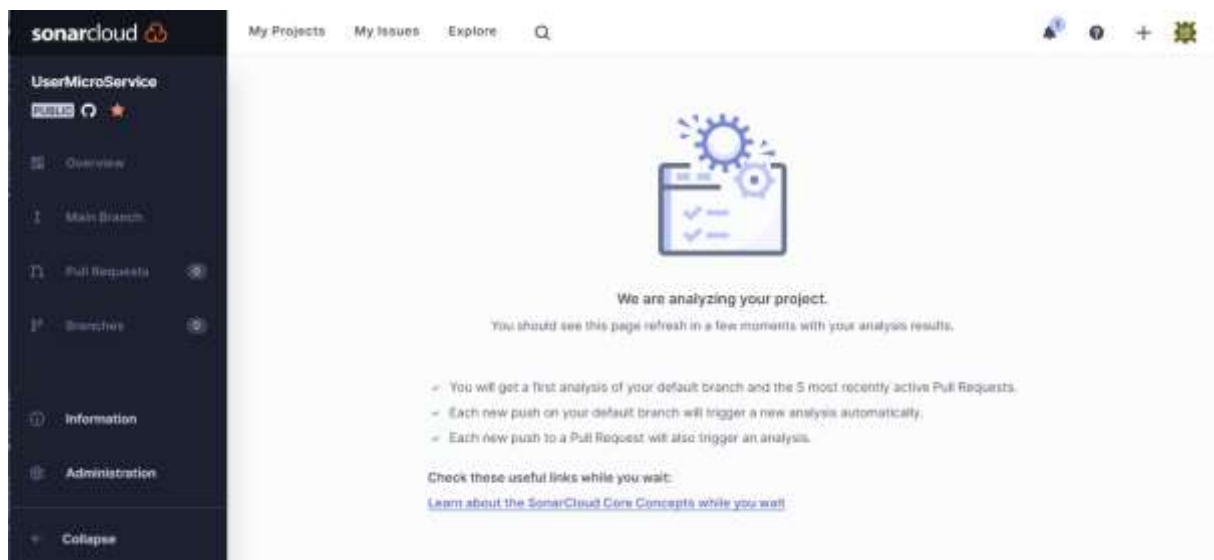 sonarcloud
My Projects My Issues Explore
1
UserMicroService
PUBLIC
Overview
Main Branch
Pull Requests 0
Branches 0
Information
Administration
Collapse
We are analyzing your project.
You should see this page refresh in a few moments with your analysis results.
You will get a first analysis of your default branch and the 5 most recently active Pull Requests.
Each new push on your default branch will trigger a new analysis automatically.
Each new push to a Pull Request will also trigger an analysis.
Check these useful links while you wait:
Learn about the SonarCloud Core Concepts while you wait